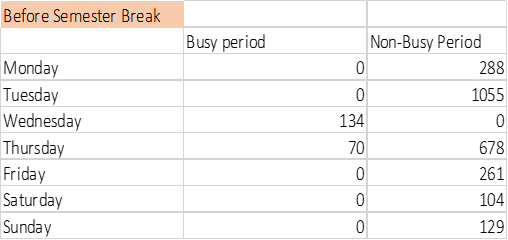 Before Semester Break
Busy period Non-Busy Period
Monday 0 288
Tuesday 0 1055
Wednesday 134 0
Thursday 70 678
Friday 0 261
Saturday 0 104
Sunday 0 129